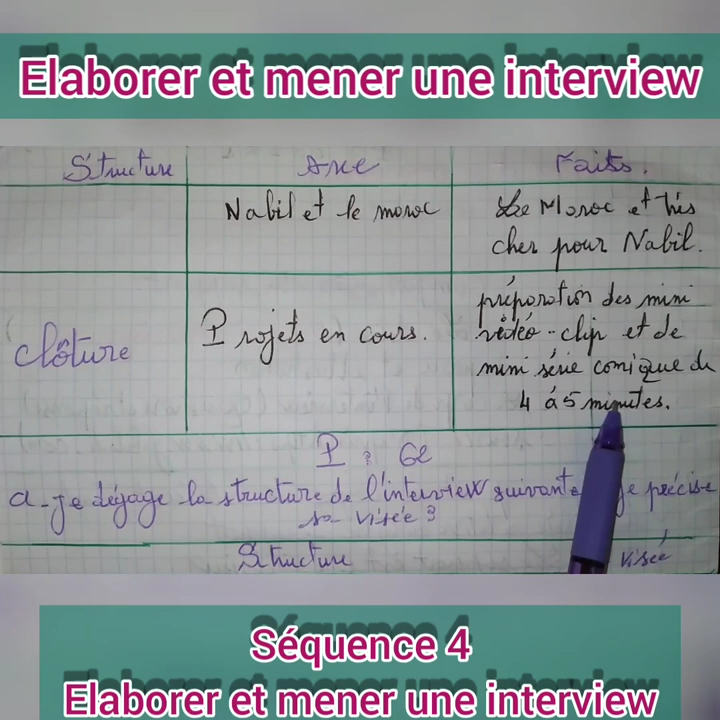 Elaborer et mener une interview
Structure Axe Faits.
Nabil et le maroc
Le Maroc et très
cher pour Nabil.
clôture
Projets en cours.
préparation des mini
védéo-clip et de
mini série comique de
4 à 5 minutes.
P : 62
a-je dégage la structure de l'interview suivante je précise
sa visée ?
Structure visée
Séquence 4
Elaborer et mener une interview